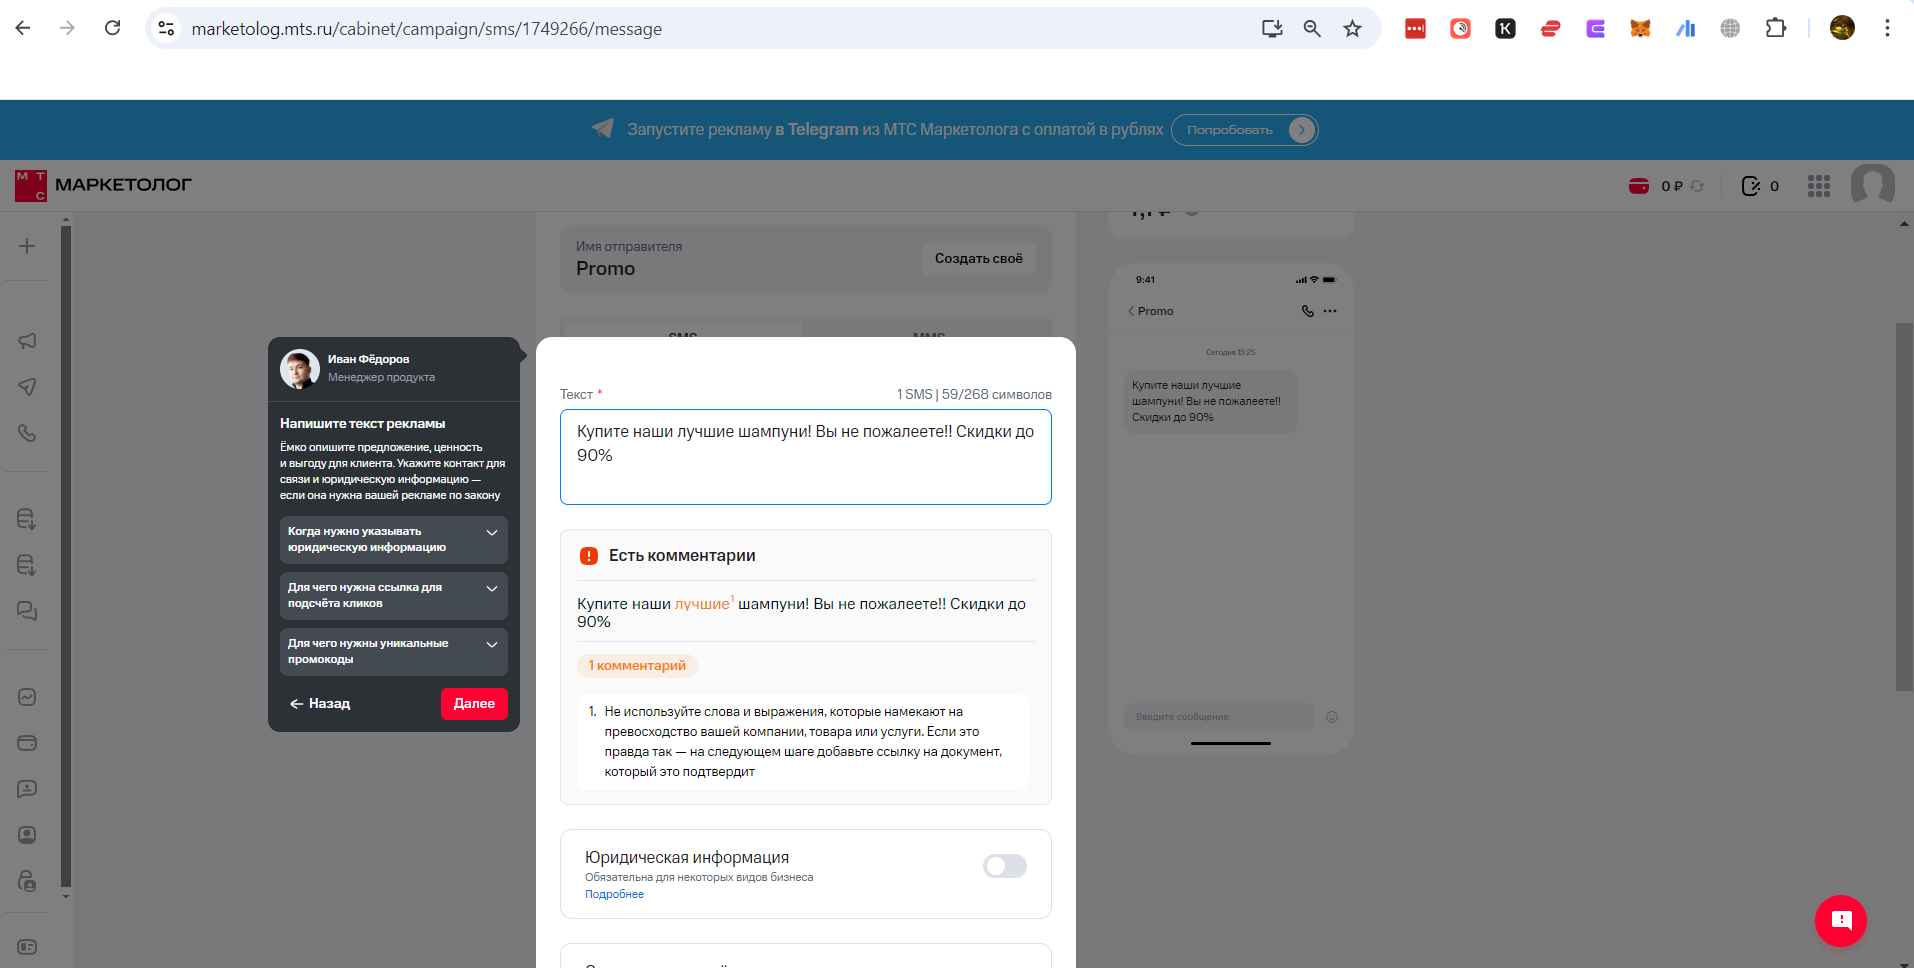 marketolog.mts.ru/cabinet/campaign/sms/1749266/message
Запустите рекламу в Telegram из МТС Маркетолога с оплатой в рублях
Попробовать
М Т С
МАРКЕТОЛОГ
0 ₽
0
Имя отправителя
Promo
Создать своё
SMS
MMS
Иван Фёдоров
Менеджер продукта
Напишите текст рекламы
Ёмко опишите предложение, ценность
и выгоду для клиента. Укажите контакт для
связи и юридическую информацию —
если она нужна вашей рекламе по закону
Когда нужно указывать
юридическую информацию
Для чего нужна ссылка для
подсчёта кликов
Для чего нужны уникальные
промокоды
Назад
Далее
Текст *
1 SMS | 59/268 символов
Купите наши лучшие шампуни! Вы не пожалеете!! Скидки до
90%
Есть комментарии
Купите наши лучшие¹ шампуни! Вы не пожалеете!! Скидки до
90%
1 комментарий
1. Не используйте слова и выражения, которые намекают на
превосходство вашей компании, товара или услуги. Если это
правда так — на следующем шаге добавьте ссылку на документ,
который это подтвердит
Юридическая информация
Обязательна для некоторых видов бизнеса
Подробнее
9:41
Promo
Сегодня 15:25
Купите наши лучшие
шампуни! Вы не пожалеете!!
Скидки до 90%
Введите сообщение